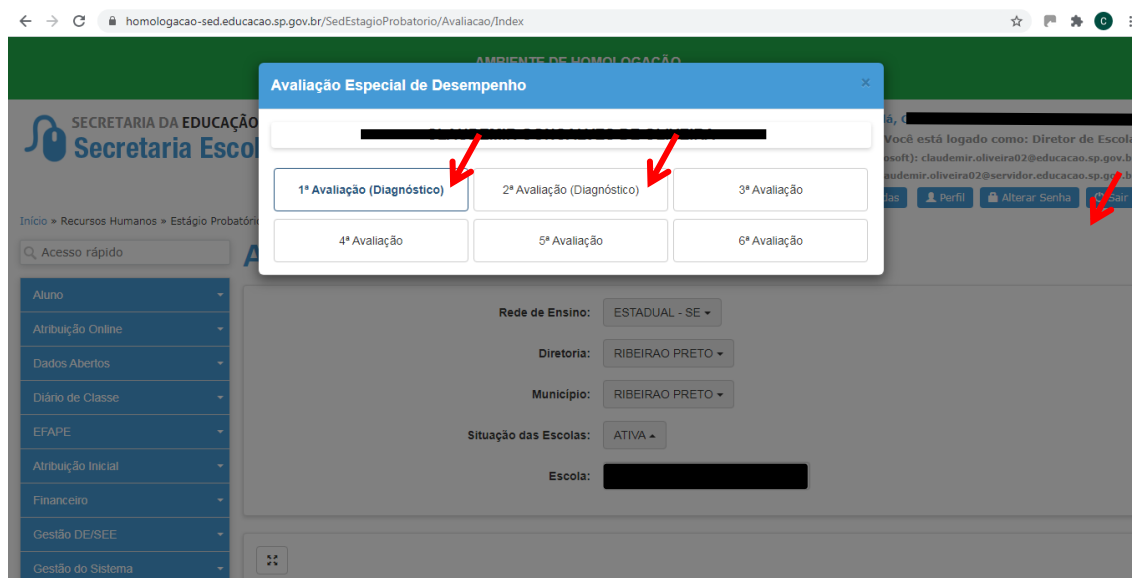 homologacao-sed.educacao.sp.gov.br/SedEstagioProbatorio/Avaliacao/Index
C
AMBIENTE DE HOMOLOGAÇÃO
Avaliação Especial de Desempenho
×
SECRETARIA DA EDUCAÇÃO
Secretaria Escol
Você está logado como: Diretor de Escola
osoft): claudemir.oliveira02@educacao.sp.gov.b
audemir.oliveira02@servidor.educacao.sp.gov.b
das Perfil Alterar Senha Sair
1ª Avaliação (Diagnóstico) 2ª Avaliação (Diagnóstico) 3ª Avaliação
4ª Avaliação 5ª Avaliação 6ª Avaliação
Início » Recursos Humanos » Estágio Probatóri
Acesso rápido
A
Aluno
Atribuição Online
Dados Abertos
Diário de Classe
EFAPE
Atribuição Inicial
Financeiro
Gestão DE/SEE
Gestão do Sistema
Rede de Ensino: ESTADUAL - SE
Diretoria: RIBEIRAO PRETO
Município: RIBEIRAO PRETO
Situação das Escolas: ATIVA
Escola: